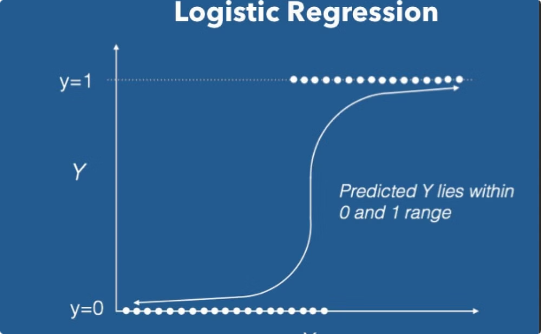 Logistic Regression
y=1
Y
Predicted Y lies within
0 and 1 range
y=0